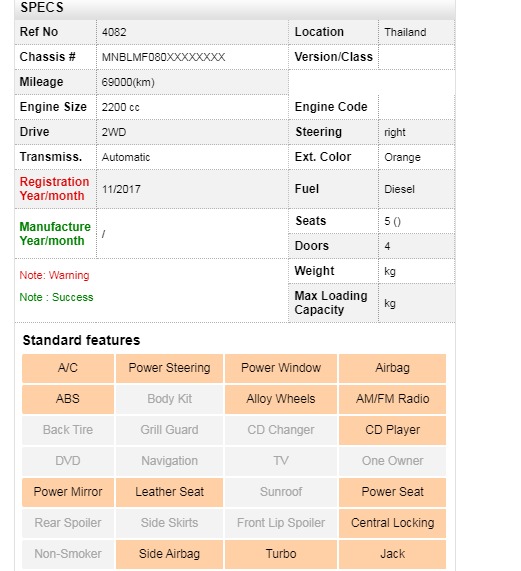 SPECS
Ref No 4082 Location Thailand
Chassis # MNBLMF080XXXXXXXX Version/Class
Mileage 69000(km)
Engine Size 2200 cc Engine Code
Drive 2WD Steering right
Transmiss. Automatic Ext. Color Orange
Registration
Year/month 11/2017 Fuel Diesel
Manufacture
Year/month / Seats 5 ()
Doors 4
Note: Warning Weight kg
Note : Success Max Loading
Capacity kg
Standard features
A/C Power Steering Power Window Airbag
ABS Body Kit Alloy Wheels AM/FM Radio
Back Tire Grill Guard CD Changer CD Player
DVD Navigation TV One Owner
Power Mirror Leather Seat Sunroof Power Seat
Rear Spoiler Side Skirts Front Lip Spoiler Central Locking
Non-Smoker Side Airbag Turbo Jack